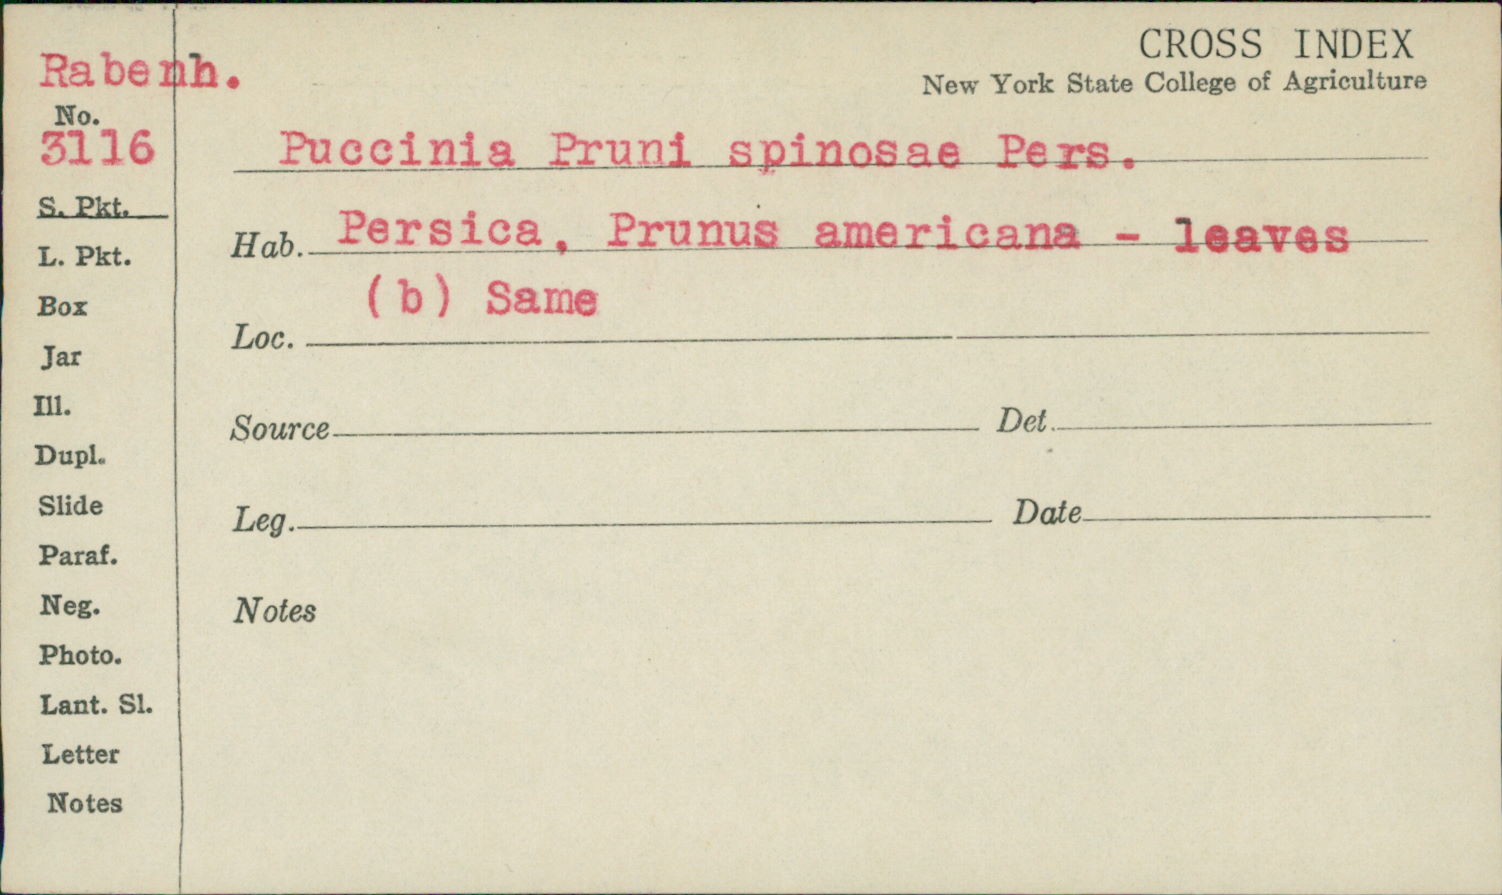 CROSS INDEX
New York State College of Agriculture
Rabenh.
No.
3116
Puccinia Pruni spinosae Pers.
S. Pkt.
Hab. Persica, Prunus americana - leaves
(b) Same
L. Pkt.
Box
Loc.
Jar
Ill.
Source Det.
Dupl.
Slide
Leg. Date
Paraf.
Neg.
Notes
Photo.
Lant. Sl.
Letter
Notes